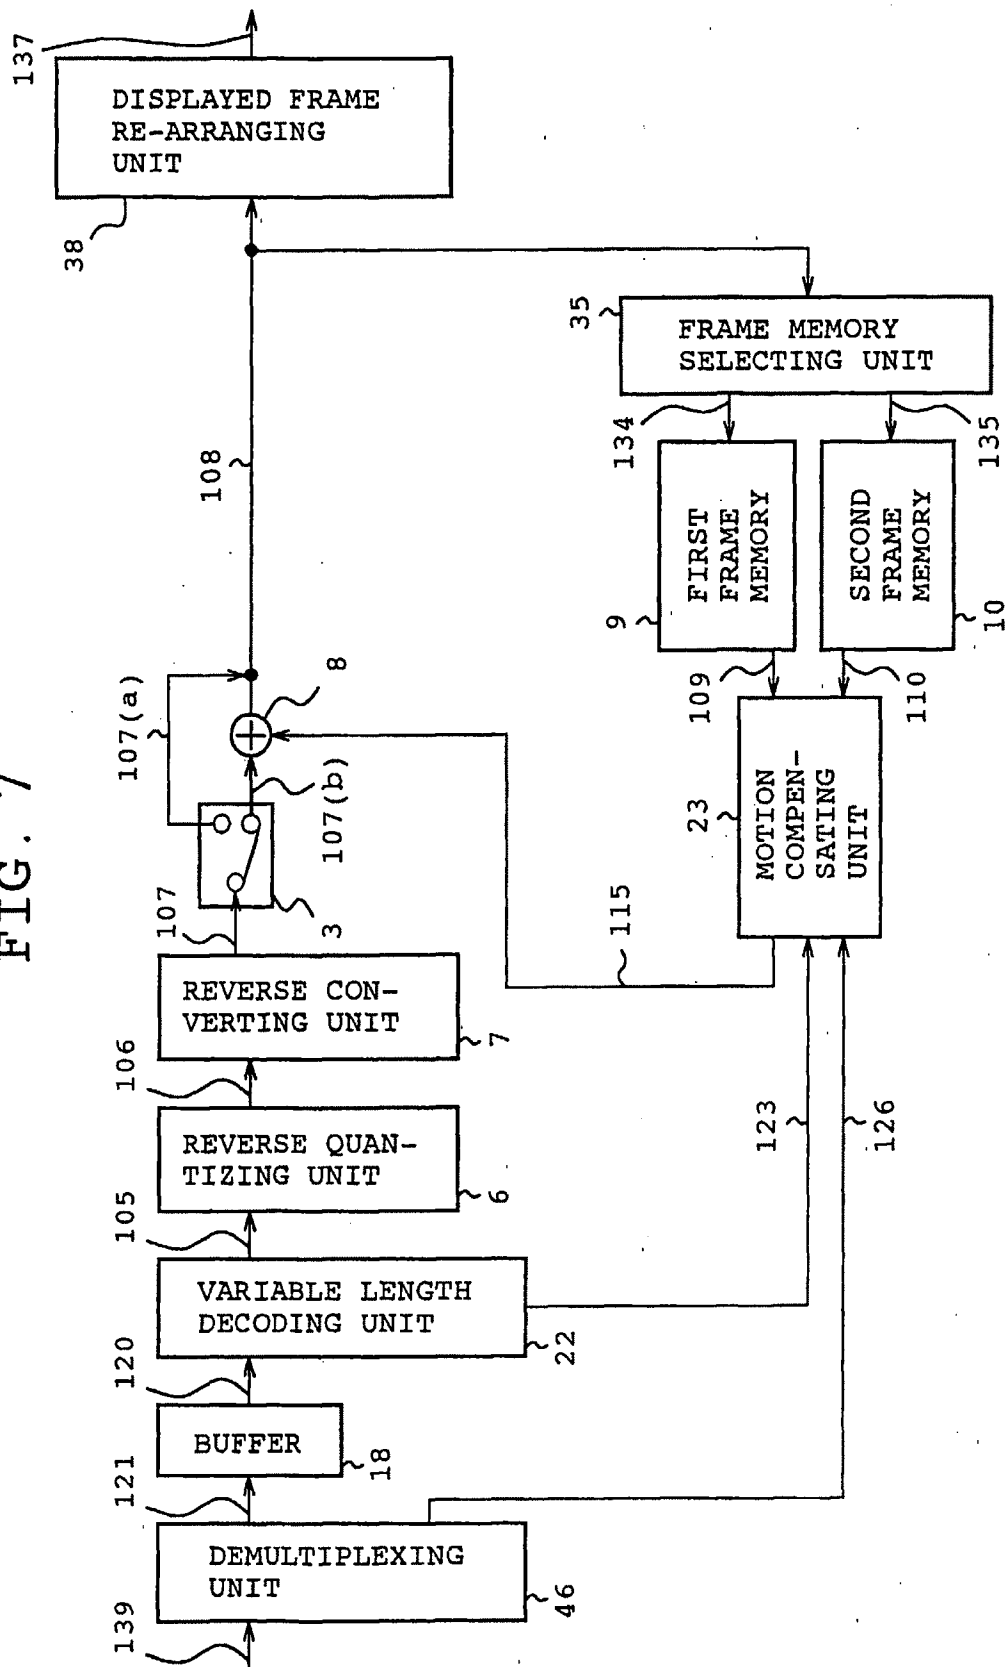 FIG. 7
137
DISPLAYED FRAME
RE-ARRANGING
UNIT
38
35
FRAME MEMORY
SELECTING UNIT
134
135
108
FIRST
FRAME
MEMORY
9
SECOND
FRAME
MEMORY
10
109
110
107(a)
8
107(b)
3
107
23
MOTION
COMPEN-
SATING
UNIT
115
REVERSE CON-
VERTING UNIT
7
106
REVERSE QUAN-
TIZING UNIT
6
105
123
126
VARIABLE LENGTH
DECODING UNIT
22
120
BUFFER
18
121
DEMULTIPLEXING
UNIT
46
139